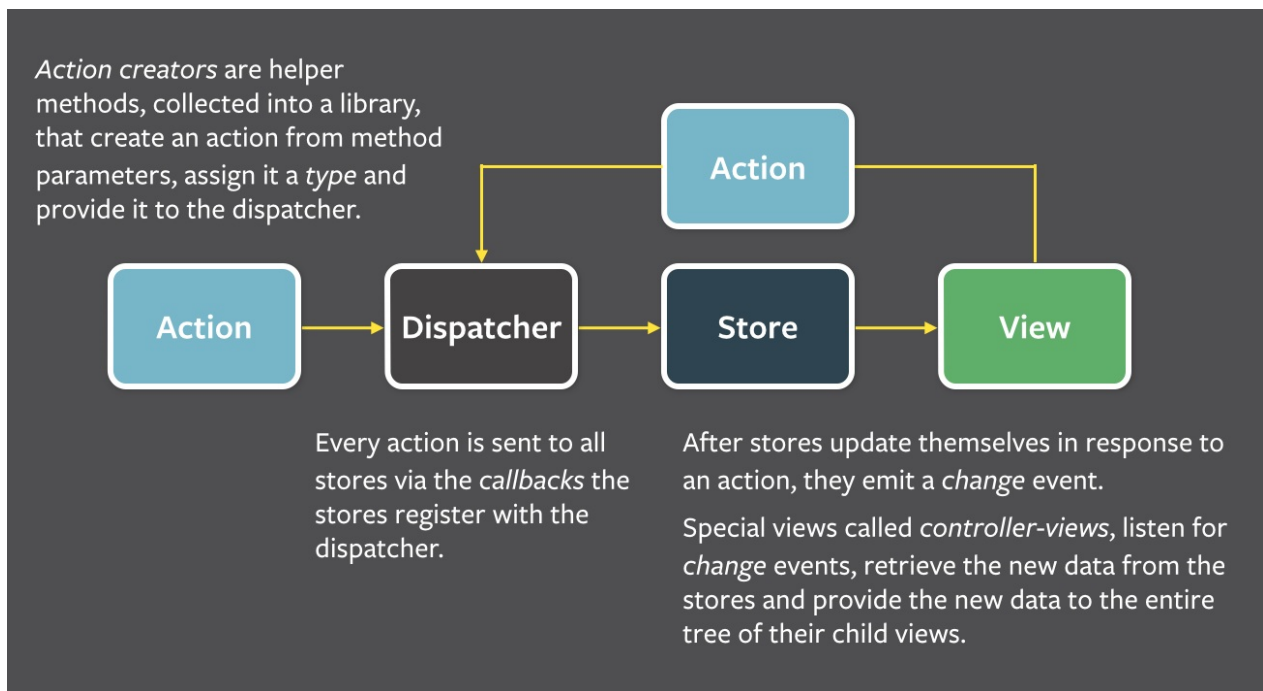 Action creators are helper
methods, collected into a library,
that create an action from method
parameters, assign it a type and
provide it to the dispatcher.
Action
Action
Dispatcher
Store
View
Every action is sent to all
stores via the callbacks the
stores register with the
dispatcher.
After stores update themselves in response to
an action, they emit a change event.
Special views called controller-views, listen for
change events, retrieve the new data from the
stores and provide the new data to the entire
tree of their child views.